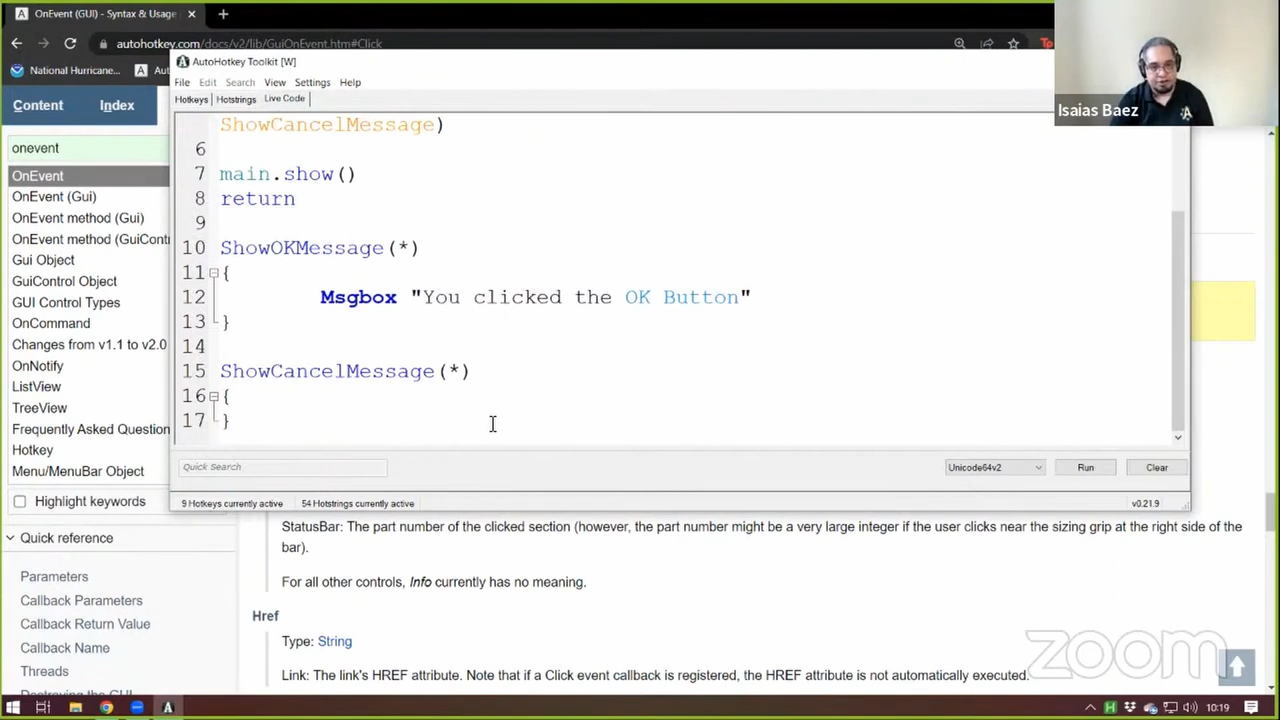 OnEvent (GUI) - Syntax & Usage
autohotkey.com/docs/v2/lib/GuiOnEvent.htm#Click
National Hurricane...
Aut
Content
Index
onevent
OnEvent
OnEvent (Gui)
OnEvent method (Gui)
OnEvent method (GuiContr
Gui Object
GuiControl Object
GUI Control Types
OnCommand
Changes from v1.1 to v2.0
OnNotify
ListView
TreeView
Frequently Asked Question
Hotkey
Menu/MenuBar Object
Highlight keywords
Quick reference
Parameters
Callback Parameters
Callback Return Value
Callback Name
Threads
Destroying the GUI
AutoHotkey Toolkit [W]
File Edit Search View Settings Help
Hotkeys Hotstrings Live Code
ShowCancelMessage)
6
7 main.show()
8 return
9
10 ShowOKMessage(*)
11 {
12 Msgbox "You clicked the OK Button"
13 }
14
15 ShowCancelMessage(*)
16 {
17 }
Quick Search
Unicode64v2
Run
Clear
9 Hotkeys currently active 54 Hotstrings currently active
v0.21.9
StatusBar: The part number of the clicked section (however, the part number might be a very large integer if the user clicks near the sizing grip at the right side of the
bar).
For all other controls, Info currently has no meaning.
Href
Type: String
Link: The link's HREF attribute. Note that if a Click event callback is registered, the HREF attribute is not automatically executed.
Isaias Baez
zoom
10:19